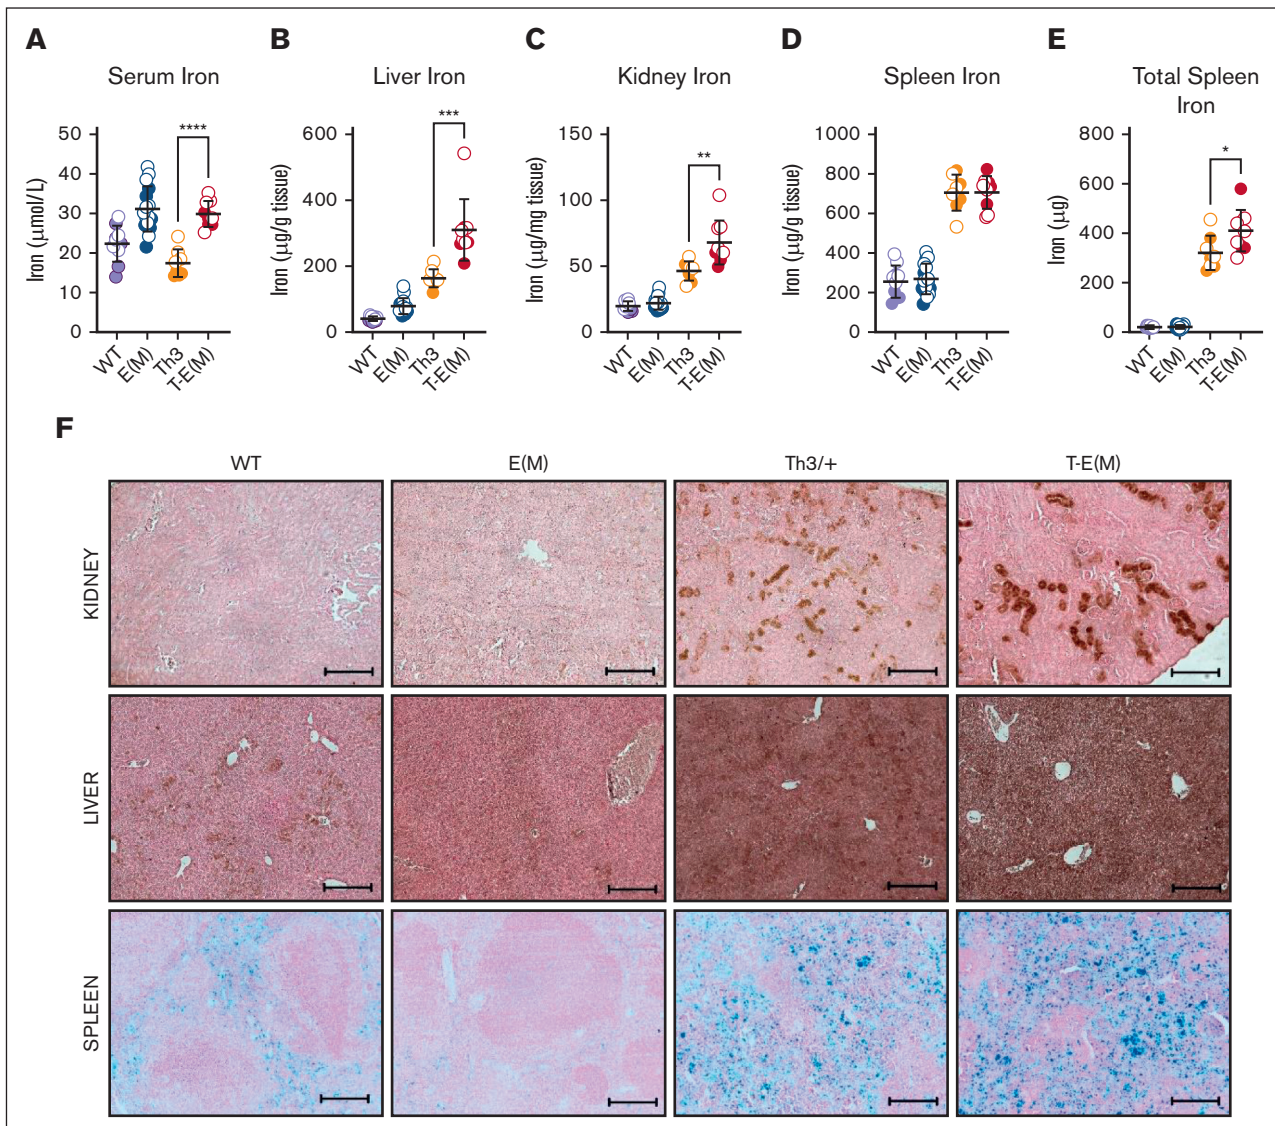 A
Serum Iron
Iron (μmol/L)
50
40
30
20
10
0
****
WT
E(M)
Th3
T-E(M)
B
Liver Iron
Iron (μg/g tissue)
600
400
200
0
***
WT
E(M)
Th3
T-E(M)
C
Kidney Iron
Iron (μg/mg tissue)
150
100
50
0
**
WT
E(M)
Th3
T-E(M)
D
Spleen Iron
Iron (μg/g tissue)
1000
800
600
400
200
0
WT
E(M)
Th3
T-E(M)
E
Total Spleen
Iron
Iron (μg)
800
600
400
200
0
*
WT
E(M)
Th3
T-E(M)
F
WT
E(M)
Th3/+
T-E(M)
KIDNEY
LIVER
SPLEEN